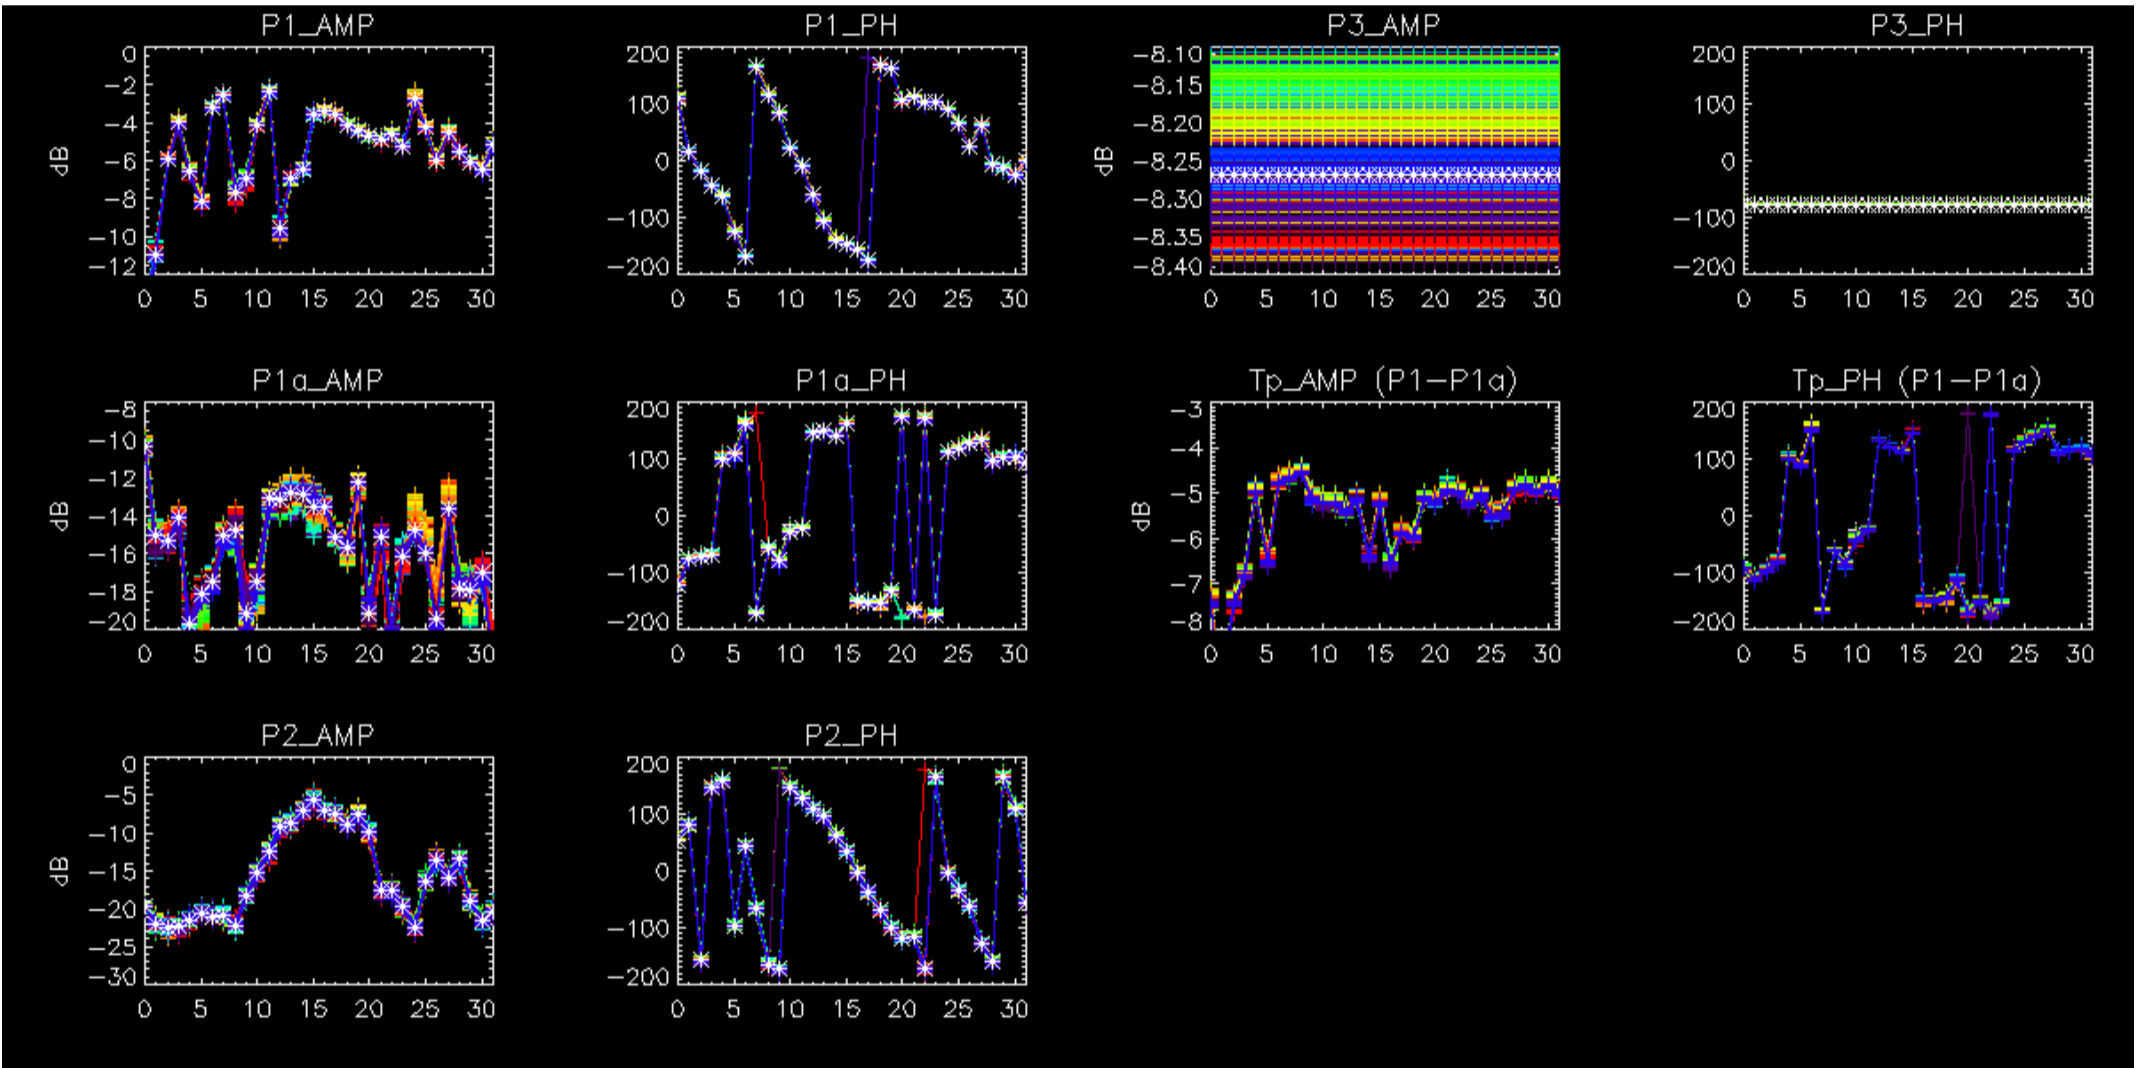 P1_AMP P1_PH P3_AMP P3_PH
0 200 -8.10 200
-2 -8.15
-4 100 -8.20 100
dB -6 0 dB -8.25 0
-8 -8.30
-10 -100 -8.35 -100
-12 -200 -8.40 -200
0 5 10 15 20 25 30 0 5 10 15 20 25 30 0 5 10 15 20 25 30 0 5 10 15 20 25 30
P1a_AMP P1a_PH Tp_AMP (P1-P1a) Tp_PH (P1-P1a)
-8 200 -3 200
-10 100 -4 100
-12
dB -14 0 dB -5 0
-16 -6
-18 -100 -7 -100
-20 -200 -8 -200
0 5 10 15 20 25 30 0 5 10 15 20 25 30 0 5 10 15 20 25 30 0 5 10 15 20 25 30
P2_AMP P2_PH
0 200
-5 100
-10
dB -15 0
-20 -100
-25
-30 -200
0 5 10 15 20 25 30 0 5 10 15 20 25 30